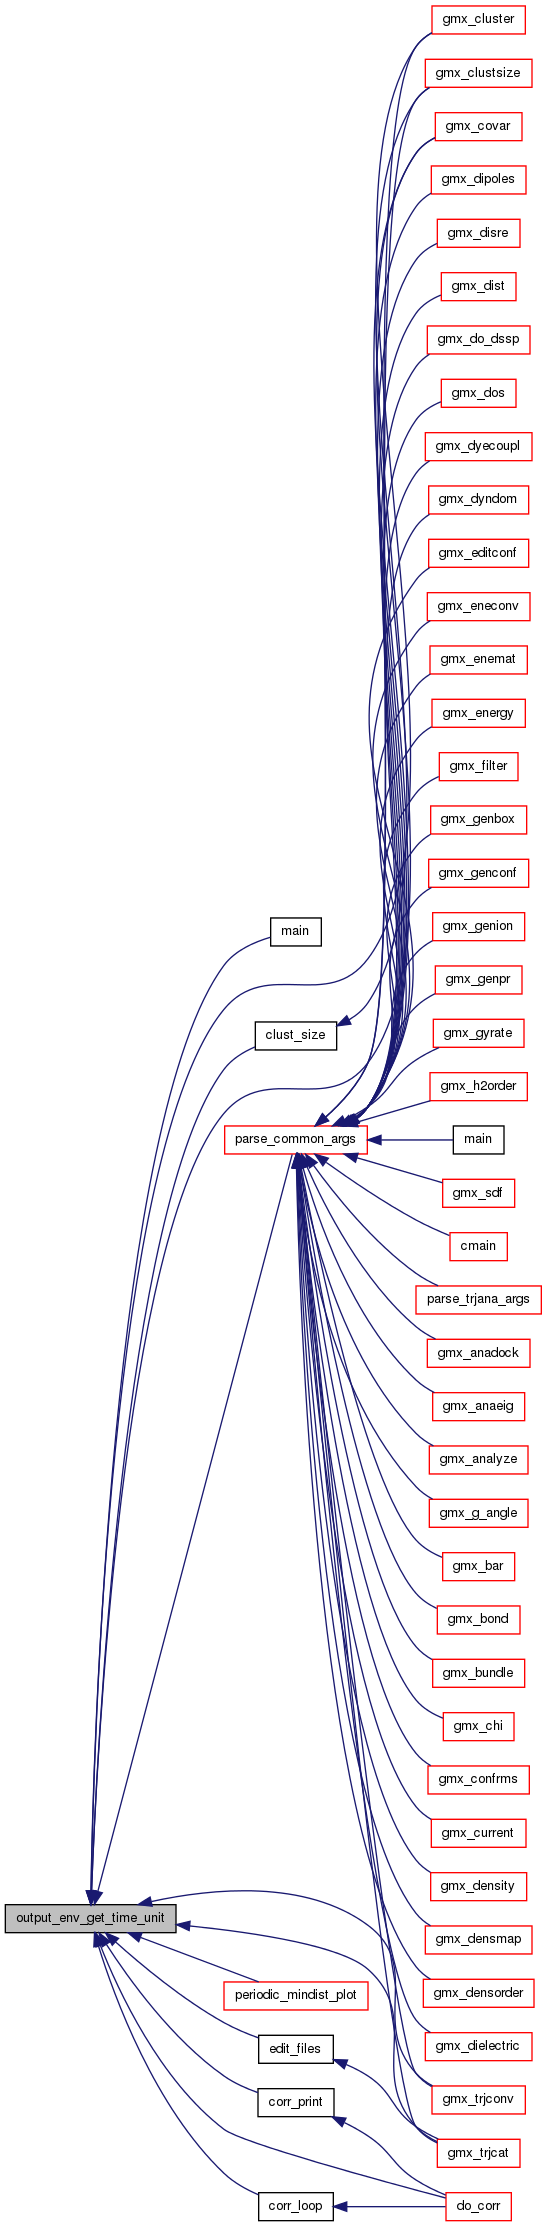 gmx_cluster
gmx_clustsize
gmx_covar
gmx_dipoles
gmx_disre
gmx_dist
gmx_do_dssp
gmx_dos
gmx_dyecoupl
gmx_dyndom
gmx_editconf
gmx_eneconv
gmx_enemat
gmx_energy
gmx_filter
gmx_genbox
gmx_genconf
gmx_genion
main
gmx_genpr
clust_size
gmx_gyrate
gmx_h2order
parse_common_args
main
gmx_sdf
cmain
parse_trjana_args
gmx_anadock
gmx_anaeig
gmx_analyze
gmx_g_angle
gmx_bar
gmx_bond
gmx_bundle
gmx_chi
gmx_confrms
gmx_current
gmx_density
output_env_get_time_unit
gmx_densmap
gmx_densorder
periodic_mindist_plot
gmx_dielectric
edit_files
gmx_trjconv
corr_print
gmx_trjcat
corr_loop
do_corr